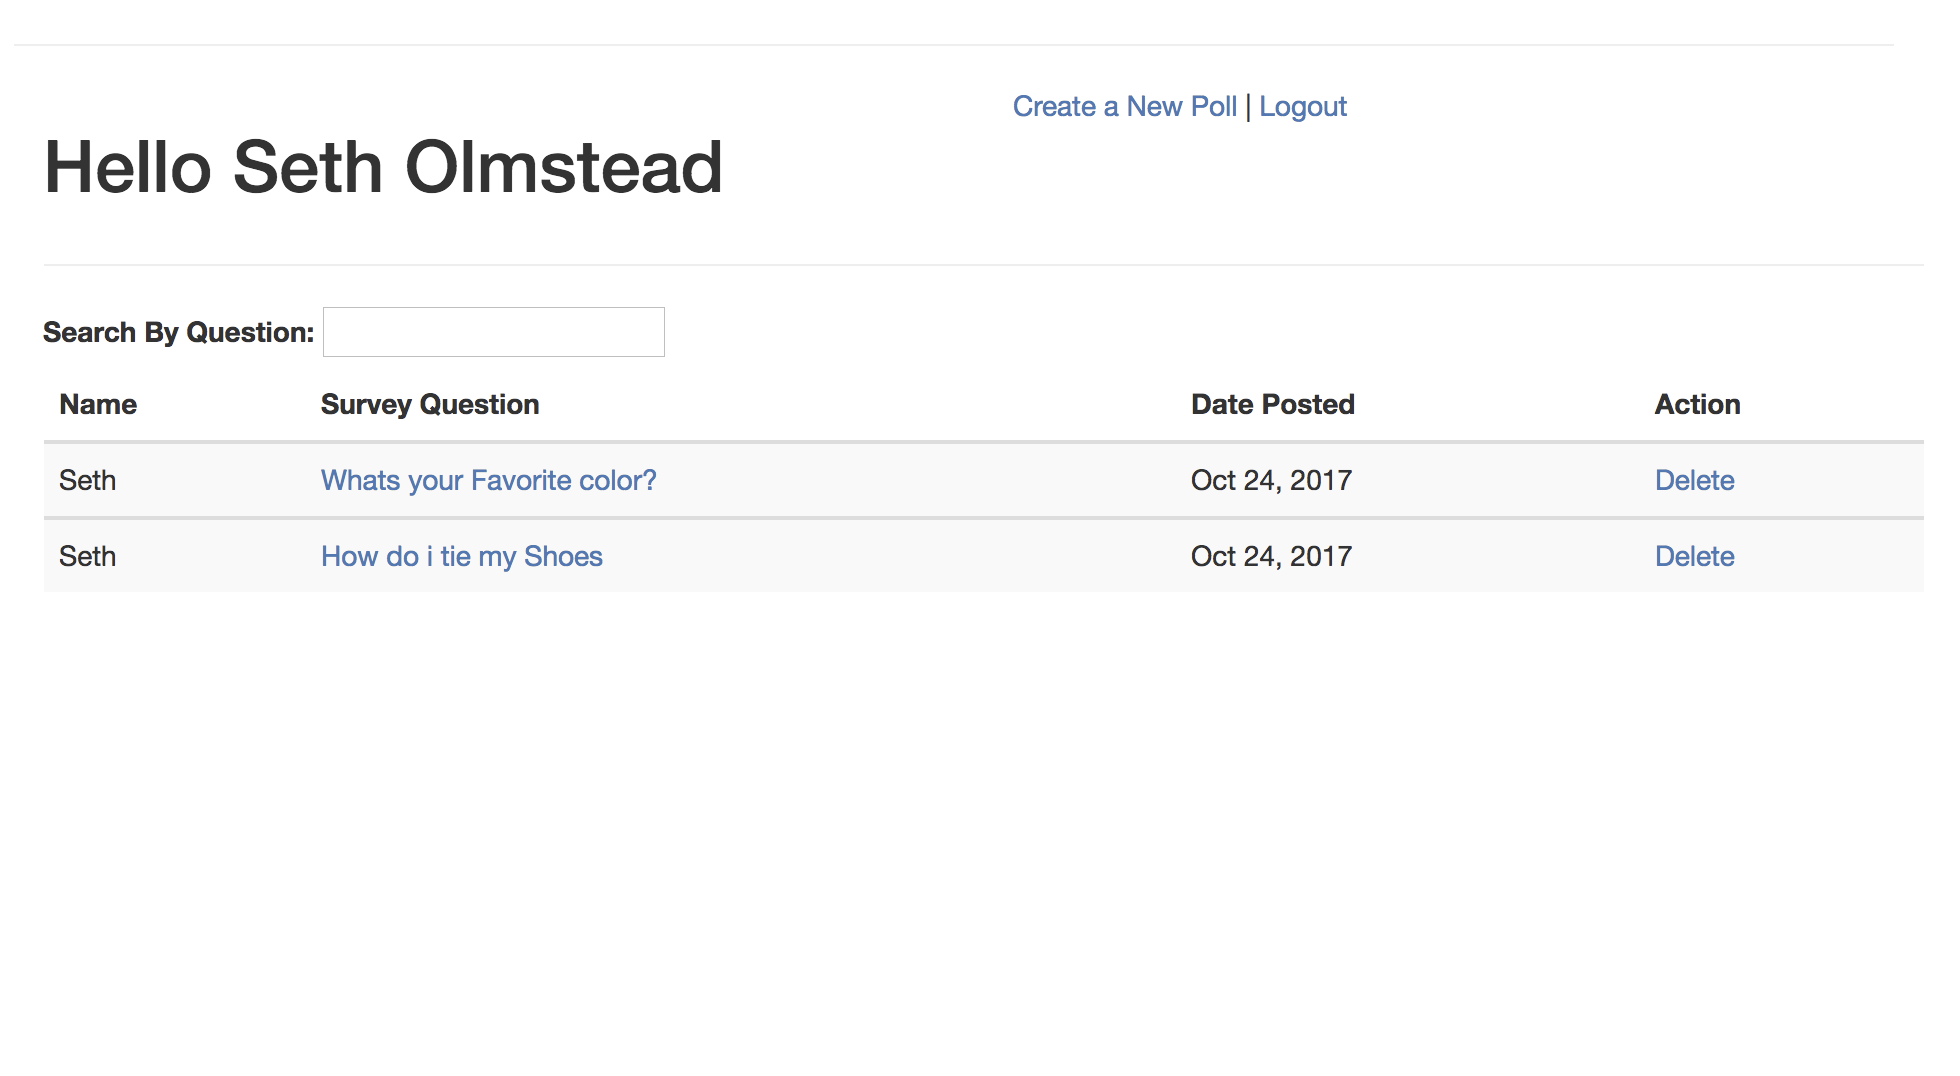 Create a New Poll | Logout
Hello Seth Olmstead
Search By Question:
Name Survey Question Date Posted Action
Seth Whats your Favorite color? Oct 24, 2017 Delete
Seth How do i tie my Shoes Oct 24, 2017 Delete